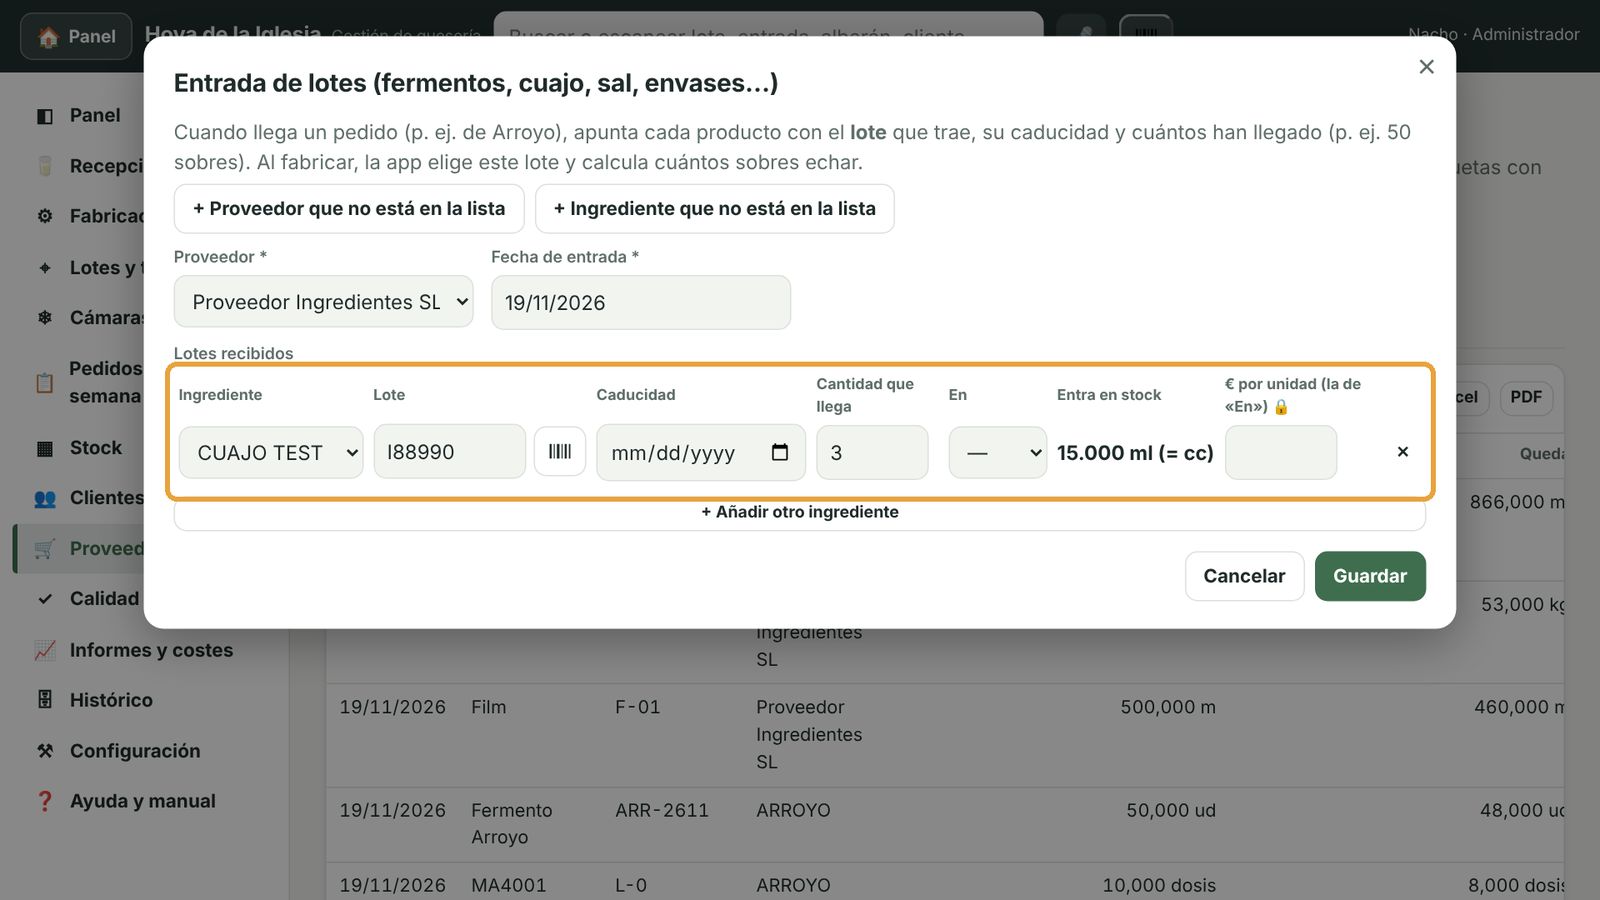 Panel
Nacho · Administrador
Entrada de lotes (fermentos, cuajo, sal, envases...)
Cuando llega un pedido (p. ej. de Arroyo), apunta cada producto con el lote que trae, su caducidad y cuántos han llegado (p. ej. 50
sobres). Al fabricar, la app elige este lote y calcula cuántos sobres echar.
+ Proveedor que no está en la lista
+ Ingrediente que no está en la lista
Proveedor *
Fecha de entrada *
Proveedor Ingredientes SL
19/11/2026
Lotes recibidos
Ingrediente
Lote
Caducidad
Cantidad que
llega
En
Entra en stock
€ por unidad (la de
«En») 🔒
CUAJO TEST
I88990
mm/dd/yyyy
3
—
15.000 ml (= cc)
×
+ Añadir otro ingrediente
Cancelar
Guardar
Panel
Lotes y
Pedidos
semana
Stock
Clientes
Calidad
Informes y costes
Histórico
Configuración
Ayuda y manual
con
PDF
866,000
53,000
Ingredientes
SL
19/11/2026 Film F-01 Proveedor
Ingredientes
SL
500,000 m 460,000 m
19/11/2026 Fermento
Arroyo
ARR-2611 ARROYO 50,000 ud 48,000
19/11/2026 MA4001 L-0 ARROYO 10,000 dosis 8,000 dosis